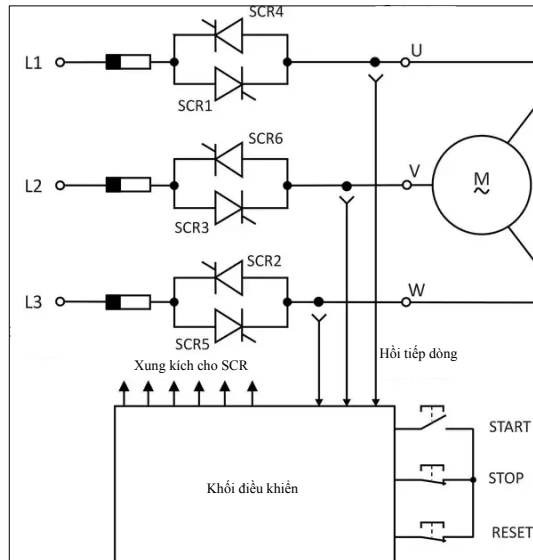 SCR4
L1
U
SCR1
SCR6
L2
V
M
~
SCR3
SCR2
L3
W
SCR5
Xung kích cho SCR
Hồi tiếp dòng
START
Khối điều khiển
STOP
RESET